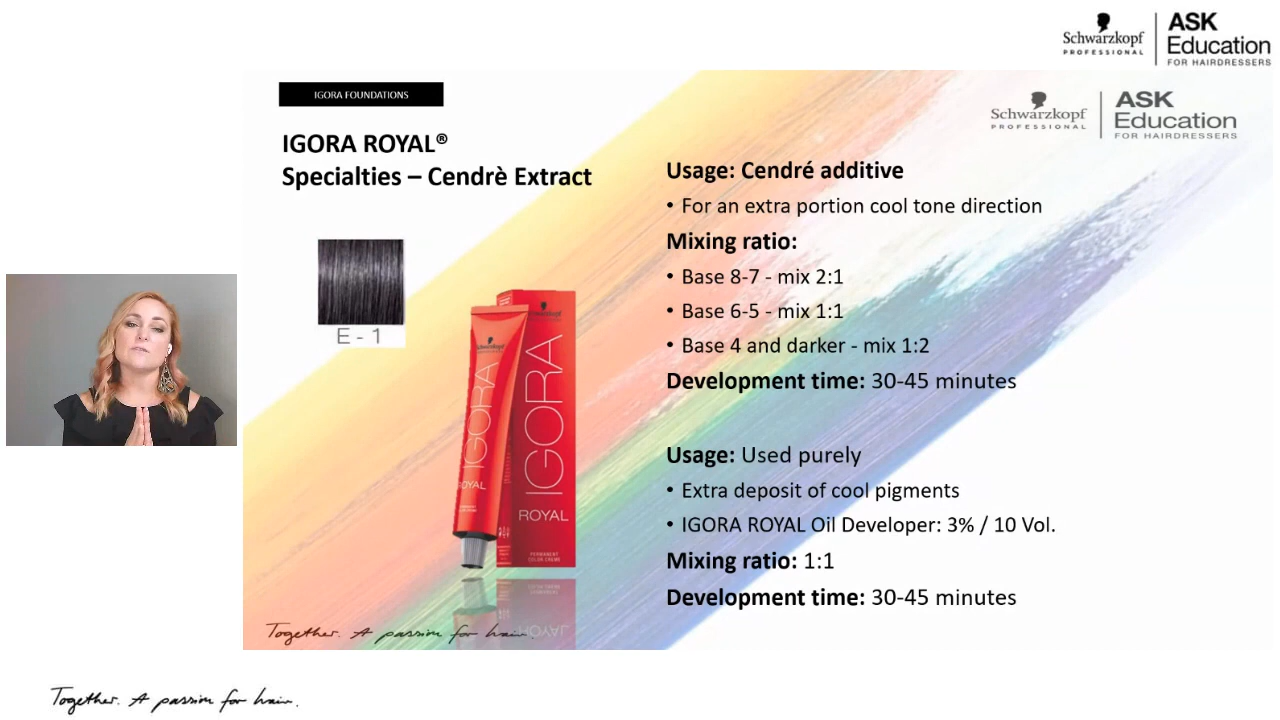 Schwarzkopf
PROFESSIONAL
ASK
Education
FOR HAIRDRESSERS
IGORA FOUNDATIONS
Schwarzkopf
PROFESSIONAL
ASK
Education
FOR HAIRDRESSERS
IGORA ROYAL®
Specialties – Cendrè Extract
E - 1
IGORA
ROYAL
IGORA
ROYAL
PERMANENT
COLOR CREME
Usage: Cendré additive
• For an extra portion cool tone direction
Mixing ratio:
• Base 8-7 - mix 2:1
• Base 6-5 - mix 1:1
• Base 4 and darker - mix 1:2
Development time: 30-45 minutes
Usage: Used purely
• Extra deposit of cool pigments
• IGORA ROYAL Oil Developer: 3% / 10 Vol.
Mixing ratio: 1:1
Development time: 30-45 minutes
Together. A passion for hair.
Together. A passion for hair.